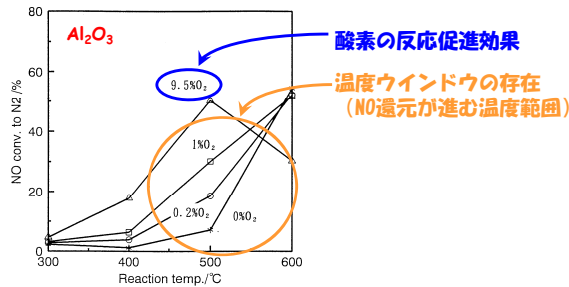 Al2O3
酸素の反応促進効果
温度ウインドウの存在
(NO還元が進む温度範囲)
NO conv. to N2 /%
80
60
40
20
0
9.5%O2
1%O2
0.2%O2
0%O2
300
400
500
600
Reaction temp./℃